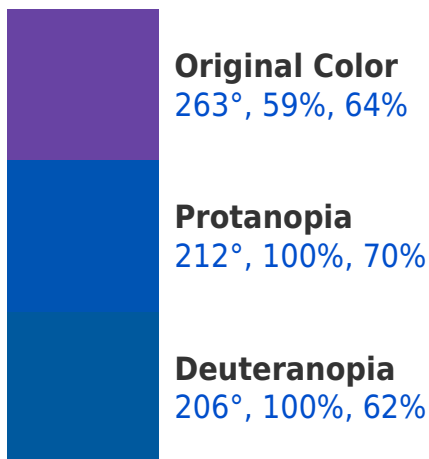 Original Color
263°, 59%, 64%
Protanopia
212°, 100%, 70%
Deuteranopia
206°, 100%, 62%